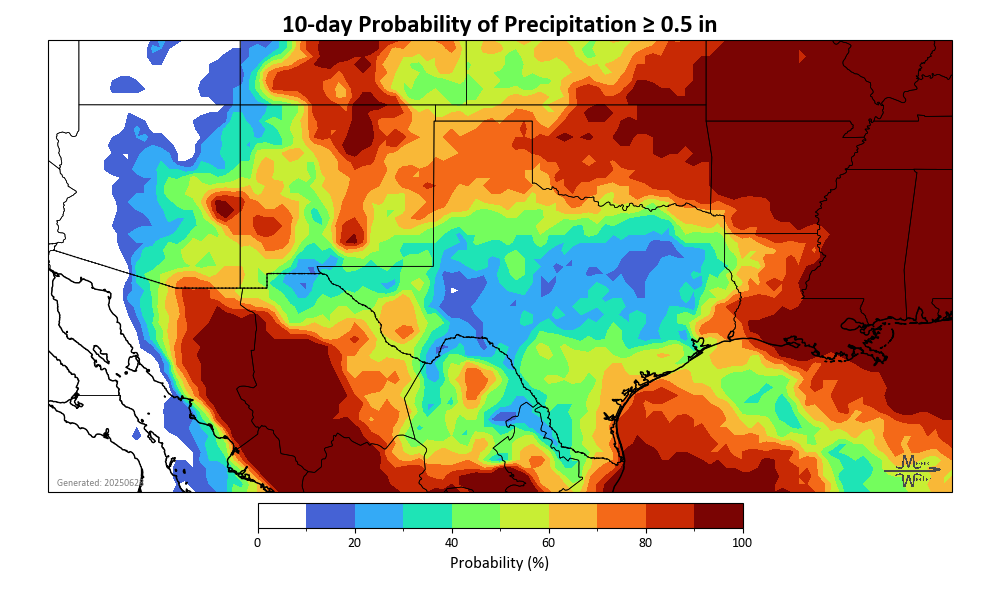 10-day Probability of Precipitation ≥ 0.5 in
Generated: 2025062
0 20 40 60 80 100
Probability (%)